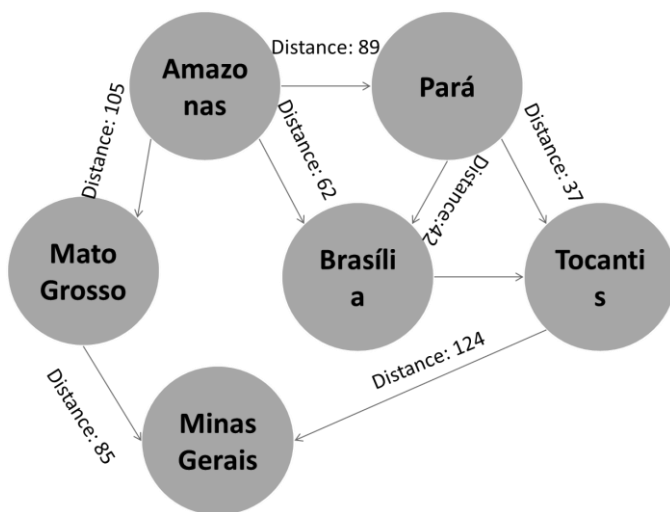 Distance: 89
Amazo
nas
Pará
Distance: 105
Distance: 62
Distance:42
Distance: 37
Mato
Grosso
Brasíli
a
Tocanti
s
Distance: 124
Distance: 85
Minas
Gerais